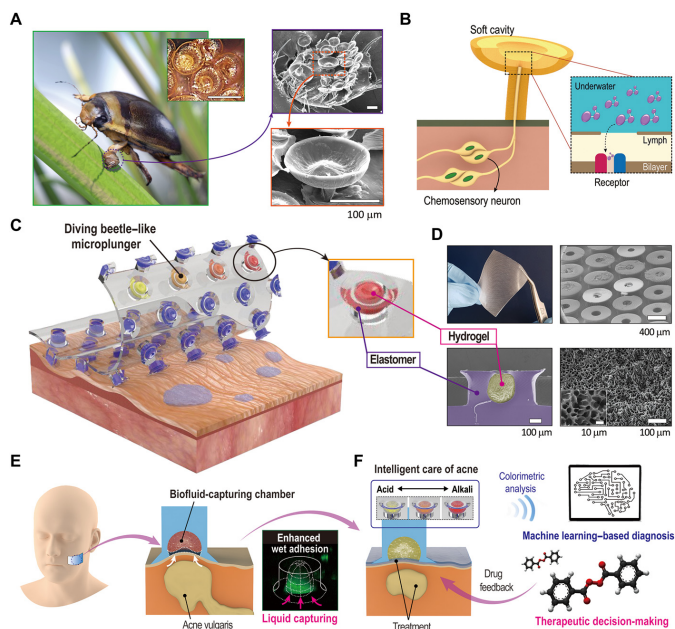 A
100 μm
B
Soft cavity
Underwater
Lymph
Bilayer
Receptor
Chemosensory neuron
C
Diving beetle–like
microplunger
Elastomer
Hydrogel
D
400 μm
100 μm
10 μm
100 μm
E
Biofluid-capturing chamber
Acne vulgaris
Enhanced
wet adhesion
Liquid capturing
F
Intelligent care of acne
Acid
Alkali
Treatment
Colorimetric
analysis
Machine learning–based diagnosis
Drug
feedback
Therapeutic decision-making